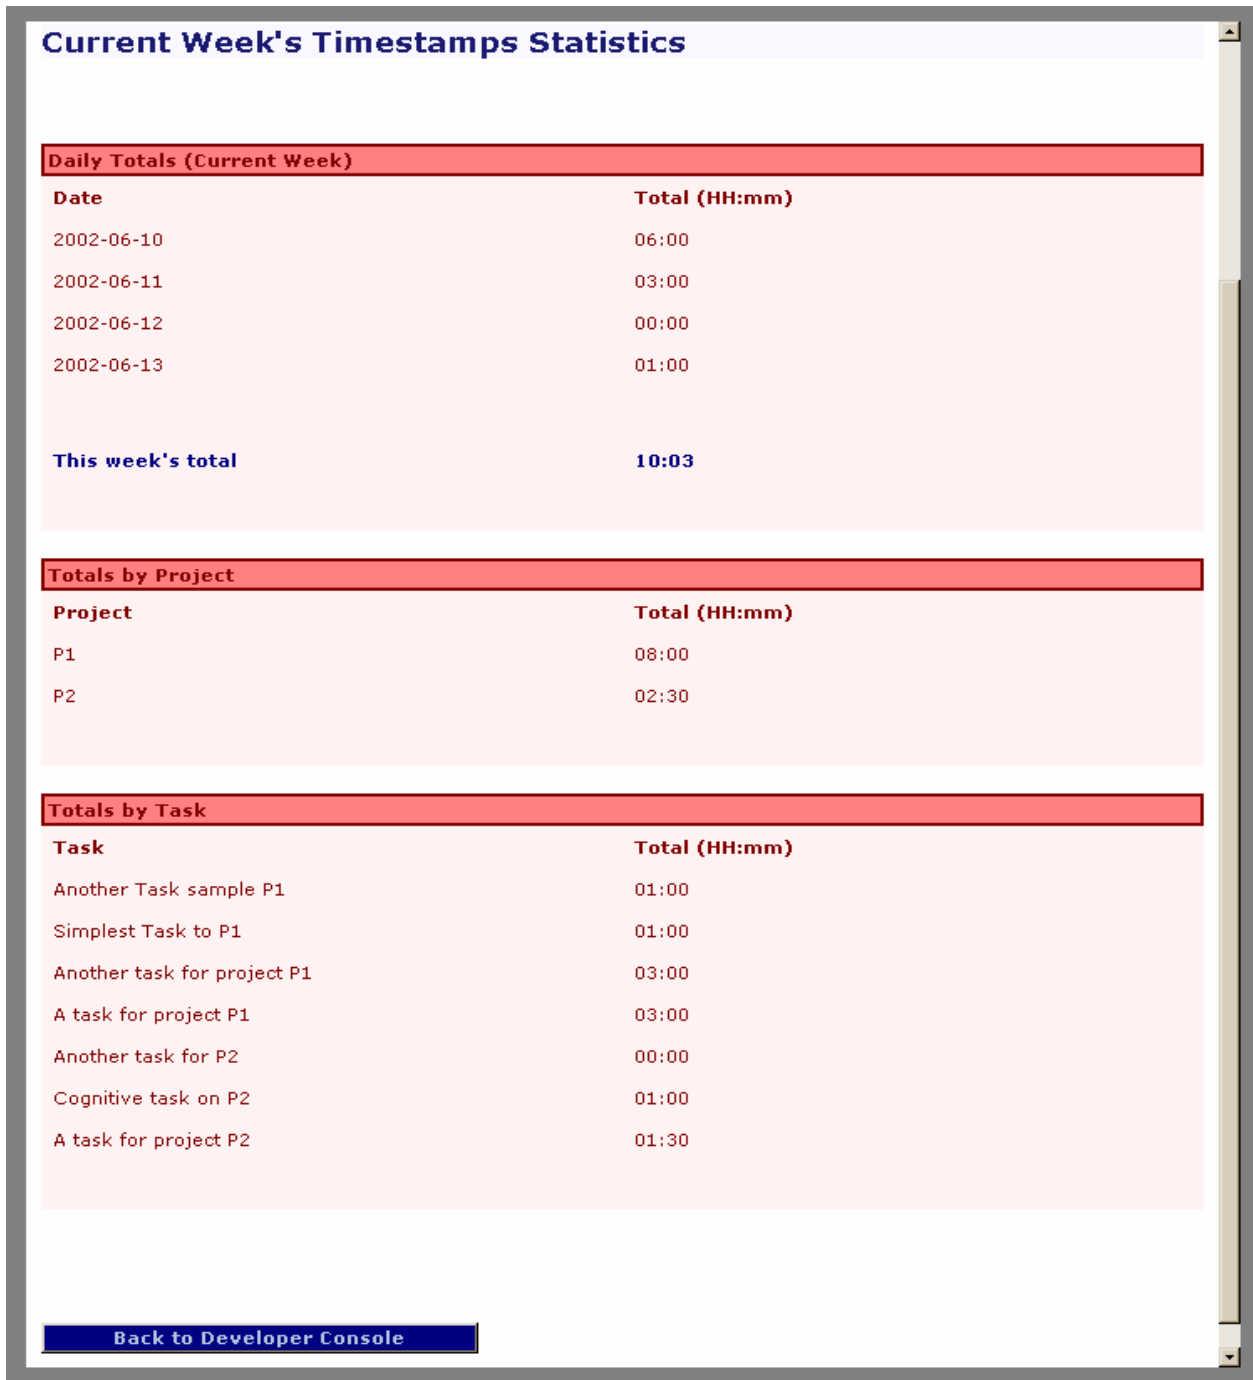 Current Week's Timestamps Statistics
Daily Totals (Current Week)
Date Total (HH:mm)
2002-06-10 06:00
2002-06-11 03:00
2002-06-12 00:00
2002-06-13 01:00
This week's total 10:03
Totals by Project
Project Total (HH:mm)
P1 08:00
P2 02:30
Totals by Task
Task Total (HH:mm)
Another Task sample P1 01:00
Simplest Task to P1 01:00
Another task for project P1 03:00
A task for project P1 03:00
Another task for P2 00:00
Cognitive task on P2 01:00
A task for project P2 01:30
Back to Developer Console